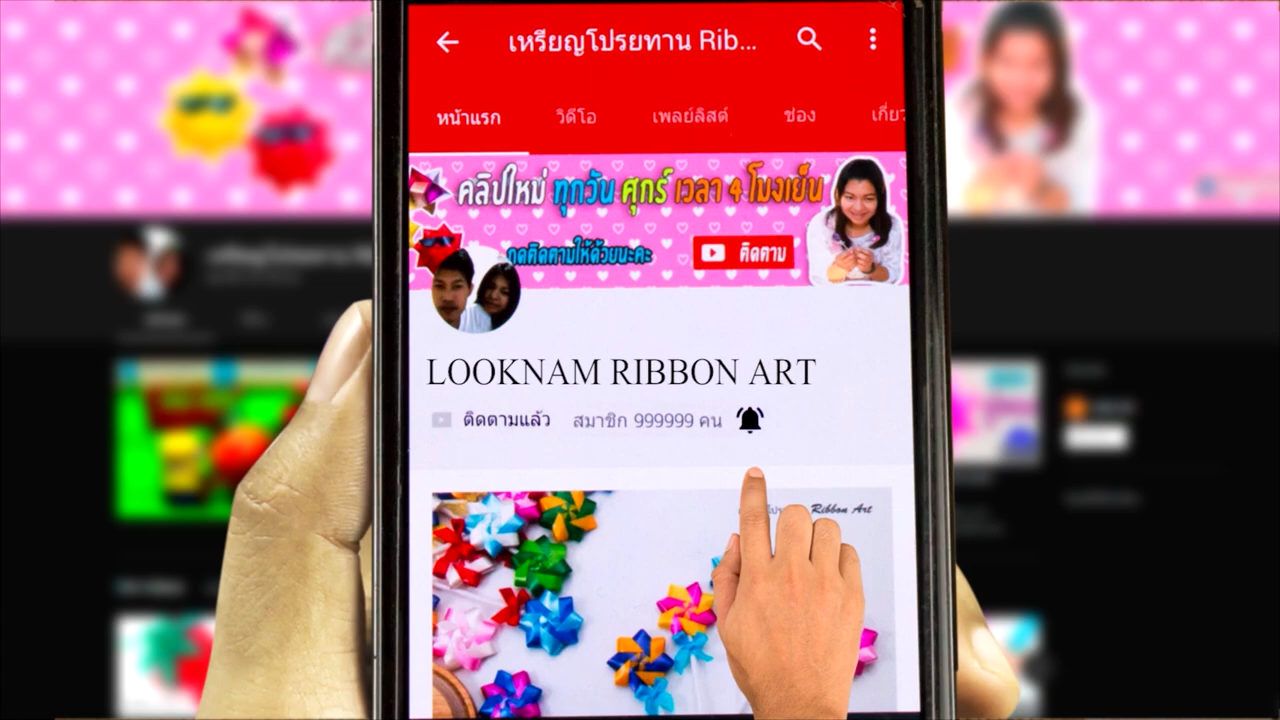 เหรียญโปรยทาน Rib...
หน้าแรก วิดีโอ เพลย์ลิสต์ ช่อง เกี่ยว
คลิปใหม่ ทุกวัน ศุกร์ เวลา 4 โมงเย็น
กดติดตามให้ด้วยนะคะ ติดตาม
LOOKNAM RIBBON ART
ติดตามแล้ว สมาชิก 999999 คน
Ribbon Art